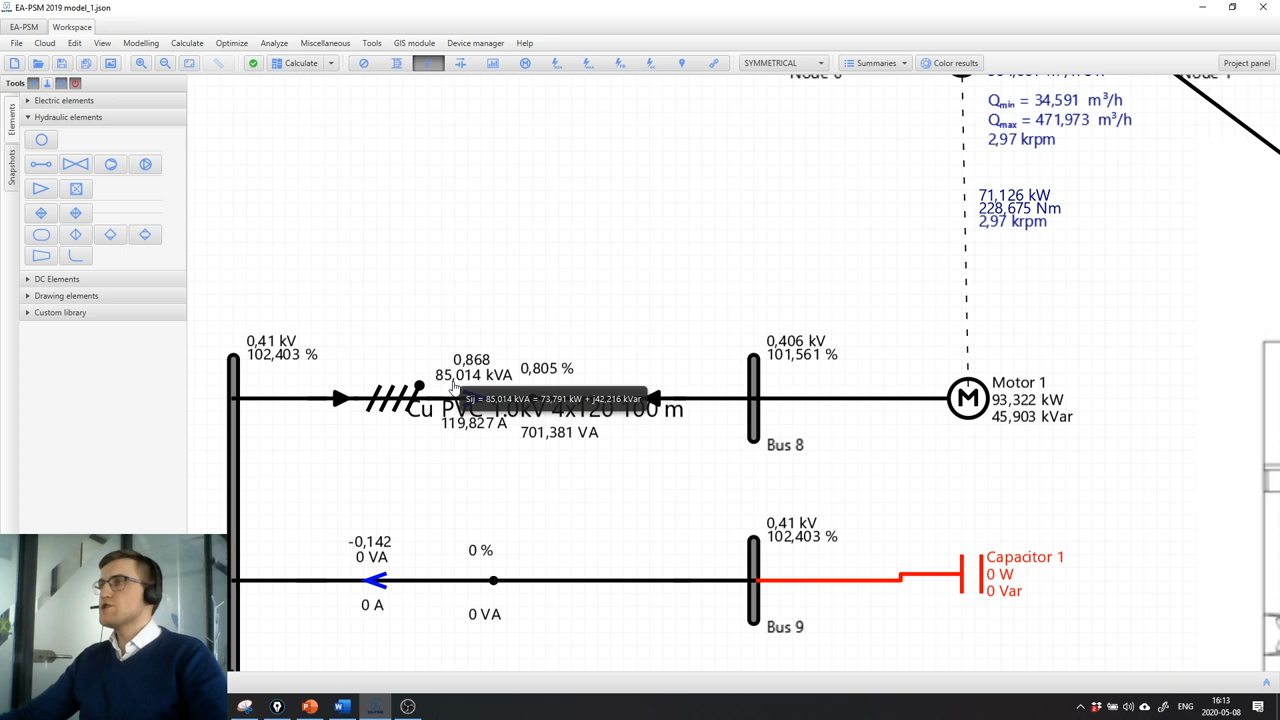 EA-PSM 2019 model_1.json
EA-PSM Workspace
File Cloud Edit View Modelling Calculate Optimize Analyze Miscellaneous Tools GIS module Device manager Help
Calculate SYMMETRICAL Summaries Color results Project panel
Tools
Elements
Snapshots
Electric elements
Hydraulic elements
DC Elements
Drawing elements
Custom library
Qmin = 34,591 m³/h
Qmax = 471,973 m³/h
2,97 krpm
71,126 kW
228,675 Nm
2,97 krpm
0,41 kV
102,403 %
0,868
85,014 kVA
0,805 %
Sij = 85,014 kVA = 73,791 kW + j42,216 kVar
Cu PVC 1.0kV 4x120 100 m
119,827 A
701,381 VA
0,406 kV
101,561 %
Bus 8
M
Motor 1
93,322 kW
45,903 kVar
-0,142
0 VA
0 A
0 %
0 VA
0,41 kV
102,403 %
Bus 9
Capacitor 1
0 W
0 Var
ENG
16:13
2020-05-08